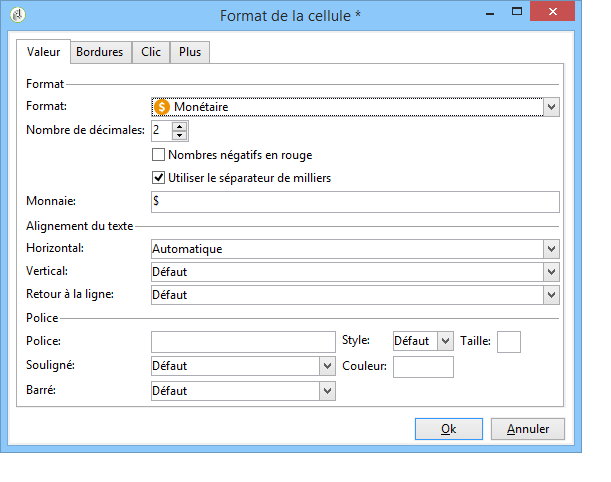 Format de la cellule *
Valeur Bordures Clic Plus
Format
Format: $ Monétaire
Nombre de décimales: 2
Nombres négatifs en rouge
Utiliser le séparateur de milliers
Monnaie: $
Alignement du texte
Horizontal: Automatique
Vertical: Défaut
Retour à la ligne: Défaut
Police
Police: Style: Défaut Taille:
Souligné: Défaut Couleur:
Barré: Défaut
Ok Annuler